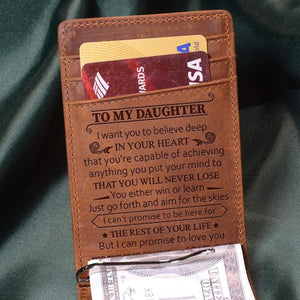 VISA
REWARDS
VISA
TO MY DAUGHTER
I want you to believe deep
IN YOUR HEART
that you're capable of achieving
anything you put your mind to
THAT YOU WILL NEVER LOSE
You either win or learn
Just go forth and aim for the skies
I can't promise to be here for
THE REST OF YOUR LIFE
But I can promise to love you